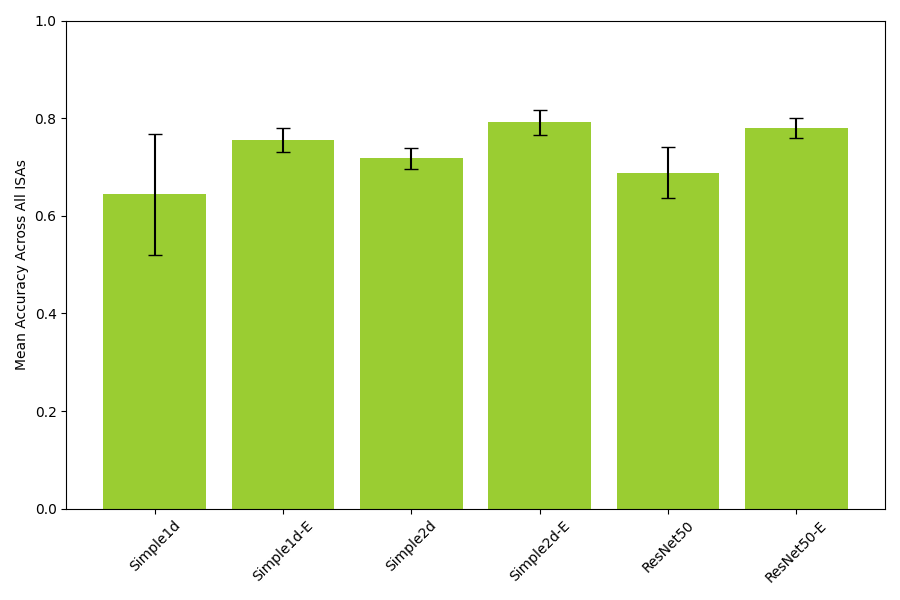 Mean Accuracy Across All ISAs
1.0
0.8
0.6
0.4
0.2
0.0
Simple1d
Simple1d-E
Simple2d
Simple2d-E
ResNet50
ResNet50-E